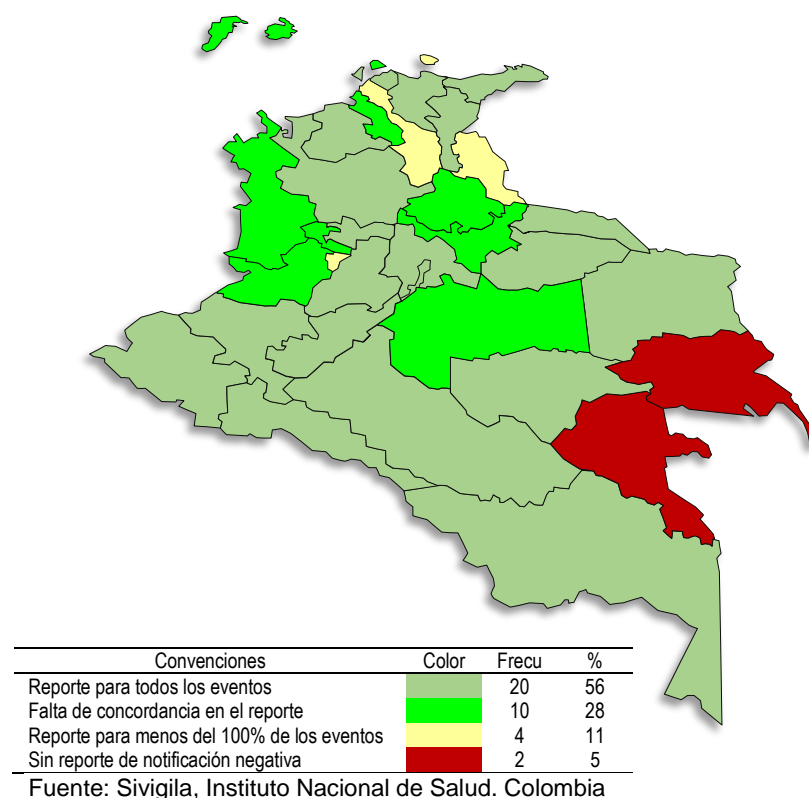 Convenciones Color Frecu %
Reporte para todos los eventos 20 56
Falta de concordancia en el reporte 10 28
Reporte para menos del 100% de los eventos 4 11
Sin reporte de notificación negativa 2 5
Fuente: Sivigila, Instituto Nacional de Salud. Colombia